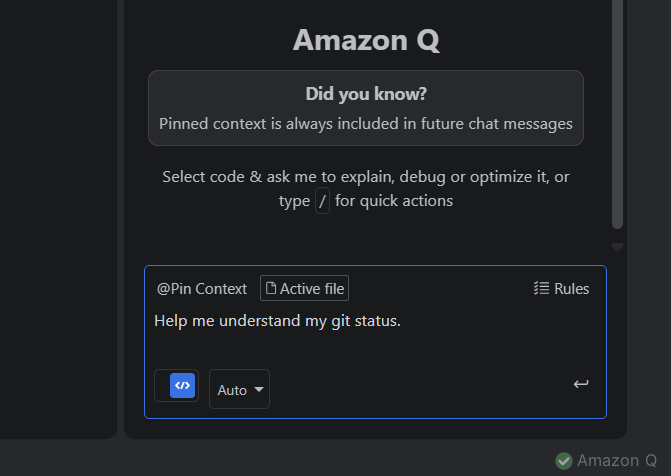 Amazon Q
Did you know?
Pinned context is always included in future chat messages
Select code & ask me to explain, debug or optimize it, or
type / for quick actions
@Pin Context Active file Rules
Help me understand my git status.
</> Auto
Amazon Q